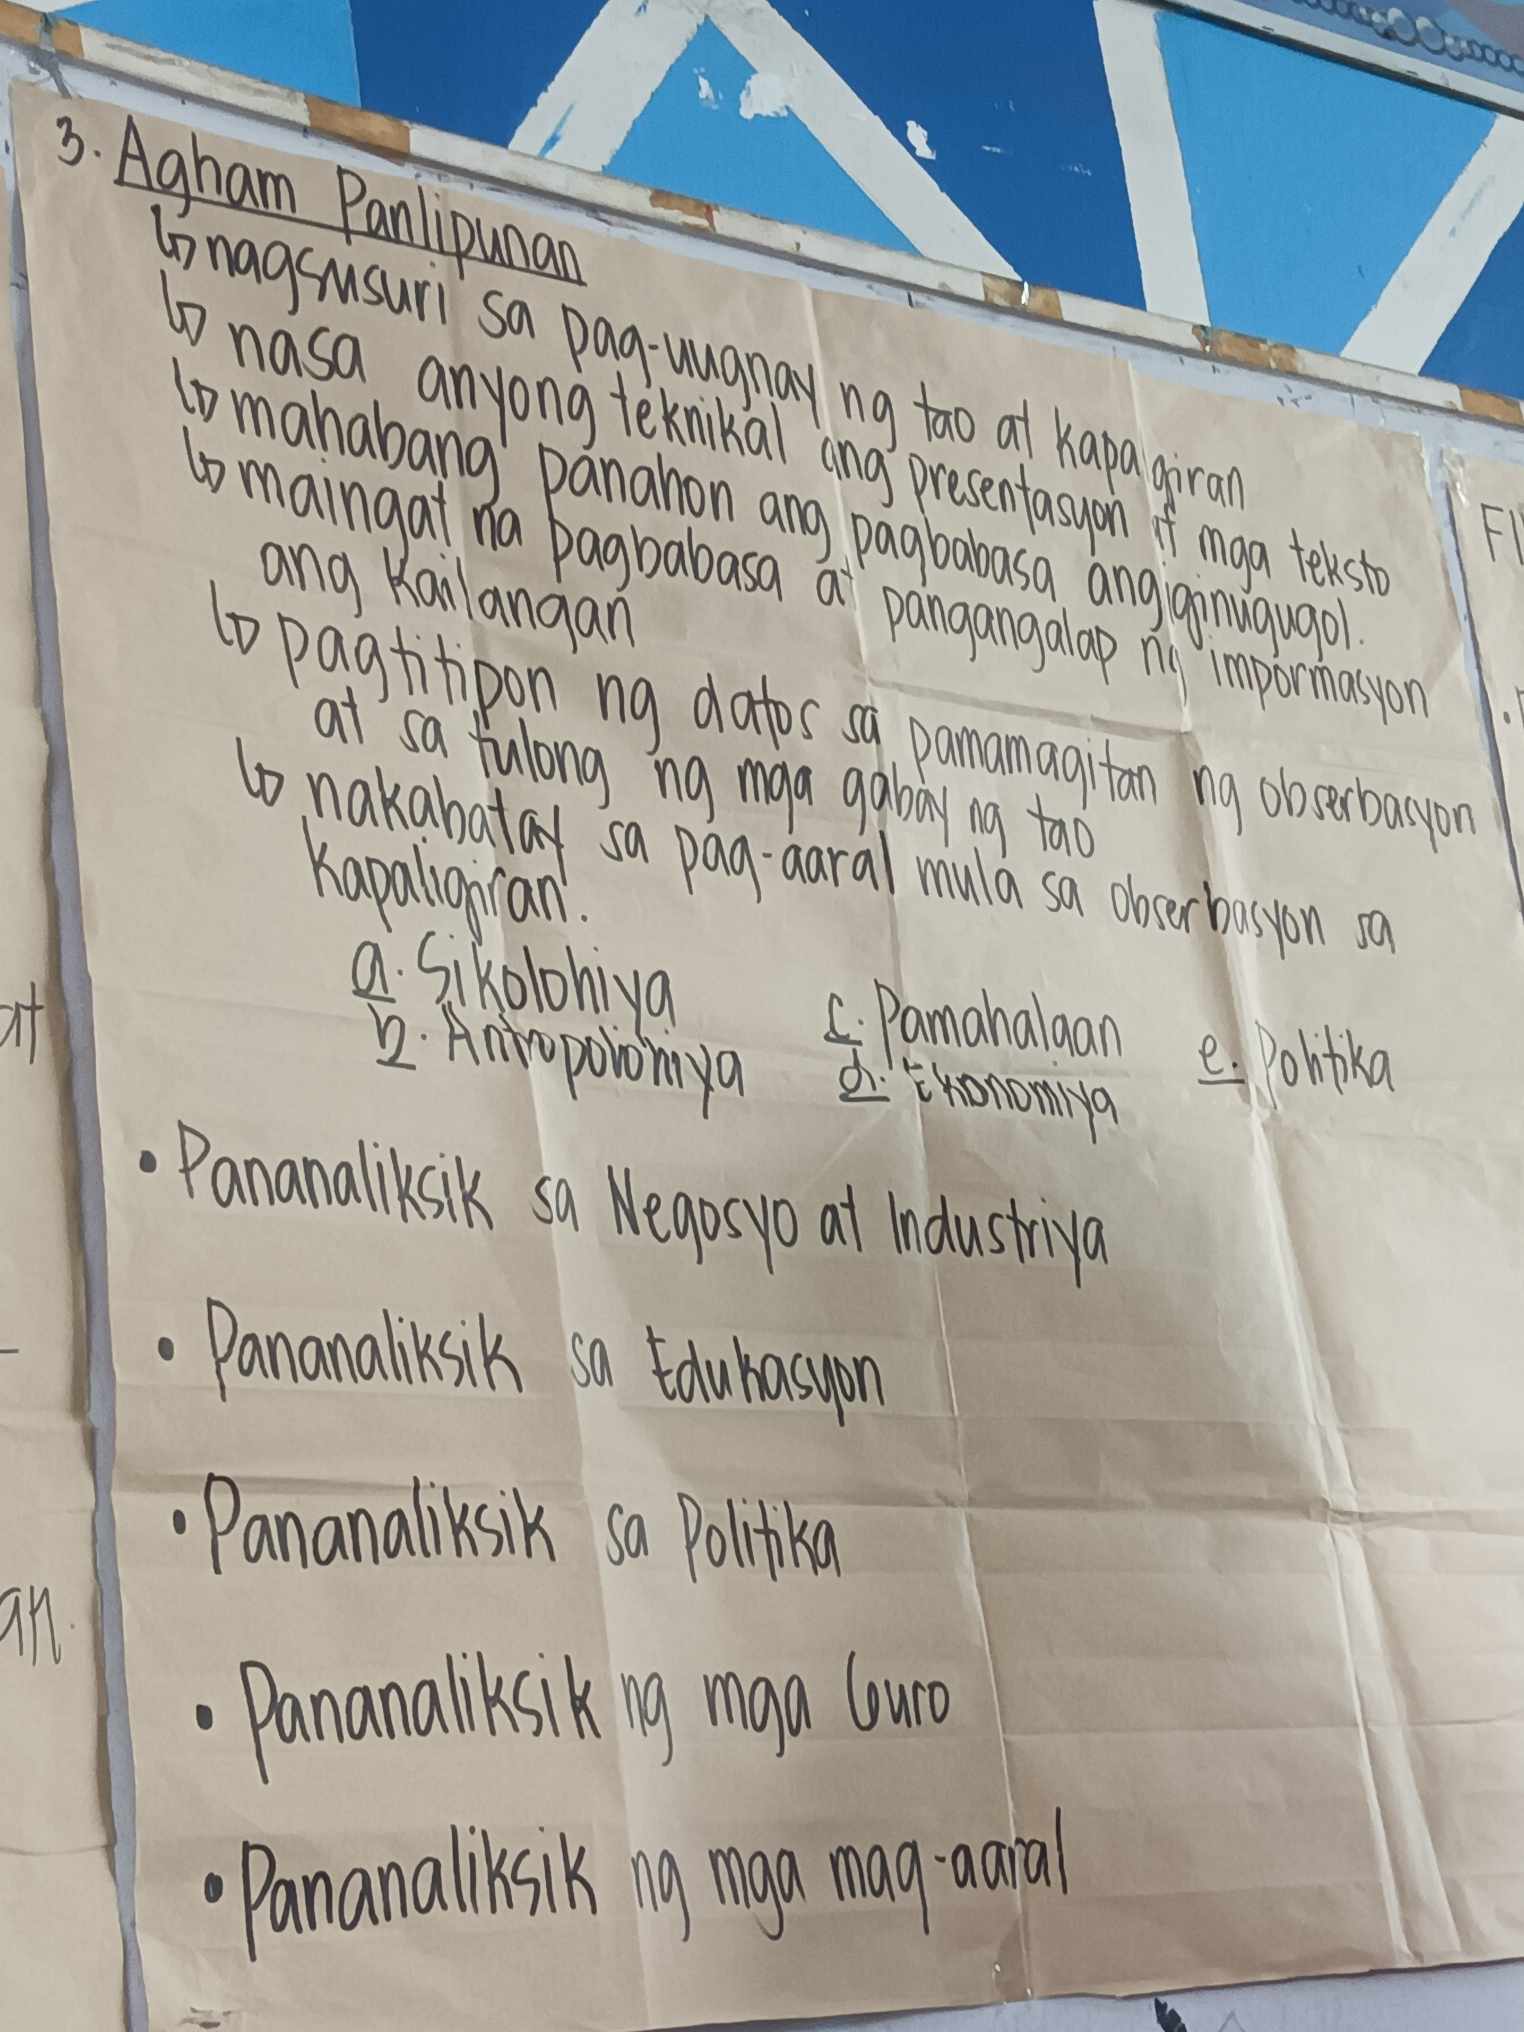 3. Agham Panlipunan
↳ nagsusuri sa pag-uugnay ng tao at kapaligiran
↳ nasa anyong teknikal ang presentasyon at mga teksto
↳ mahabang panahon ang pagbabasa ang iginugugol.
↳ maingat na pagbabasa at pangangalap ng impormasyon
ang kailangan
↳ pagtitipon ng datos sa pamamagitan ng obserbasyon
at sa tulong ng mga gabay ng tao
↳ nakabatay sa pag-aaral mula sa obserbasyon sa
kapaligiran.
a. Sikolohiya c. Pamahalaan e. Politika
b. Antropolohiya d. Ekonomiya
• Pananaliksik sa Negosyo at Industriya
• Pananaliksik sa Edukasyon
• Pananaliksik sa Politika
• Pananaliksik ng mga Guro
• Pananaliksik ng mga mag-aaral
at
an.